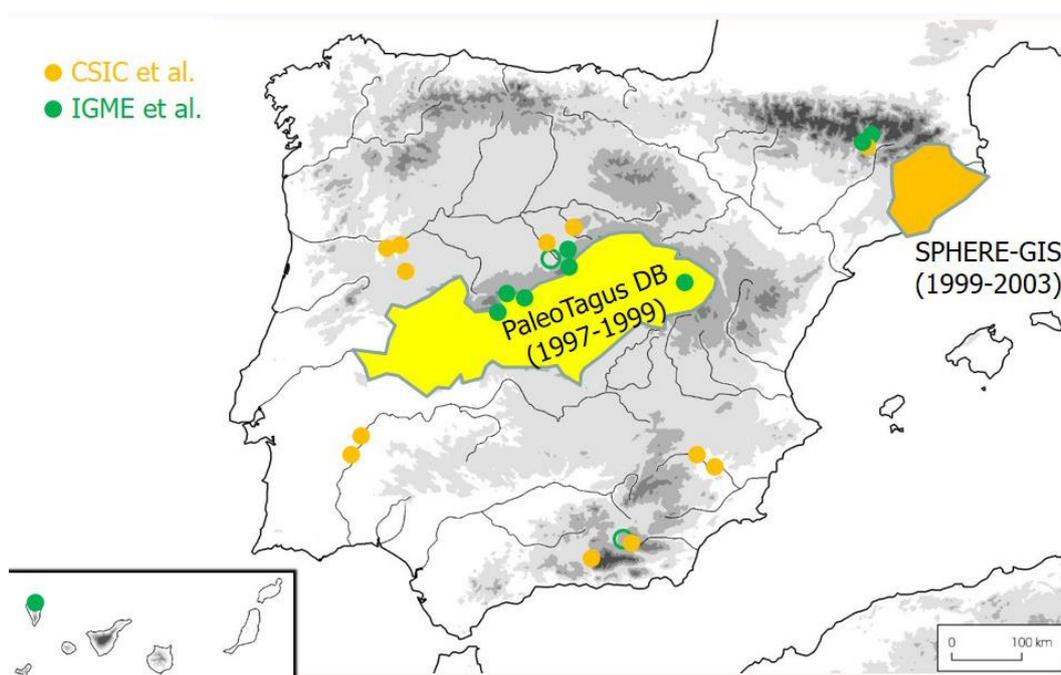 CSIC et al.
IGME et al.
SPHERE-GIS
(1999-2003)
PaleoTagus DB
(1997-1999)
0 100 km